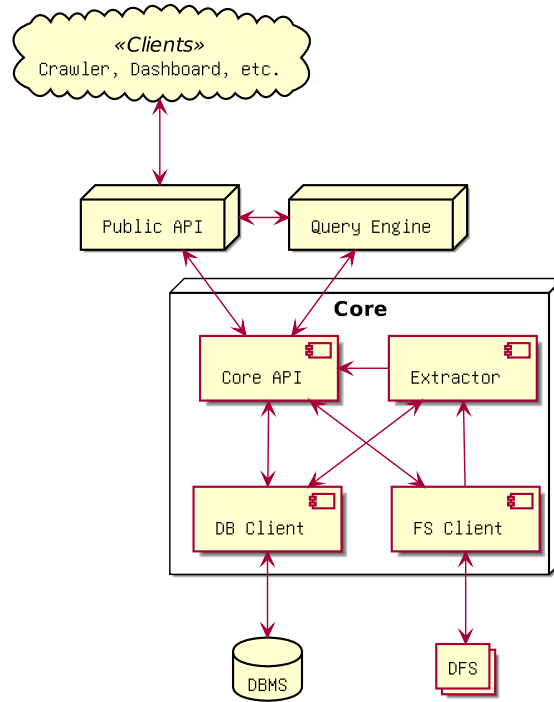 «Clients»
Crawler, Dashboard, etc.
Public API
Query Engine
Core
Core API
Extractor
DB Client
FS Client
DBMS
DFS